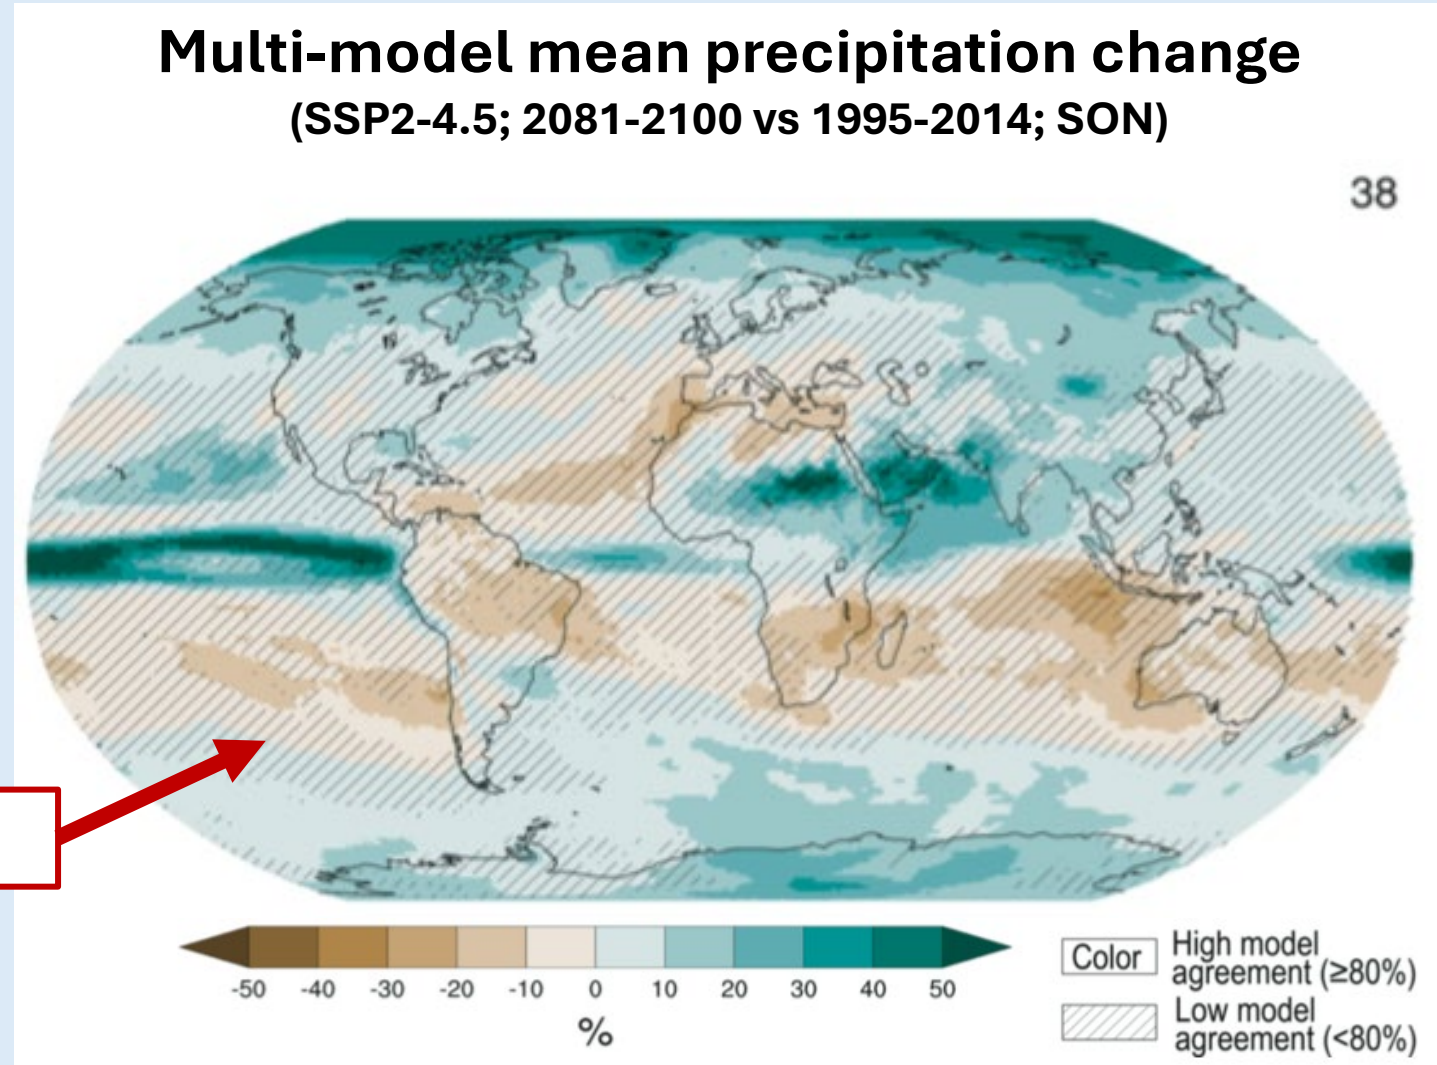 Multi-model mean precipitation change
(SSP2-4.5; 2081-2100 vs 1995-2014; SON)
38
-50 -40 -30 -20 -10 0 10 20 30 40 50
%
Color
High model
agreement (≥80%)
Low model
agreement (<80%)